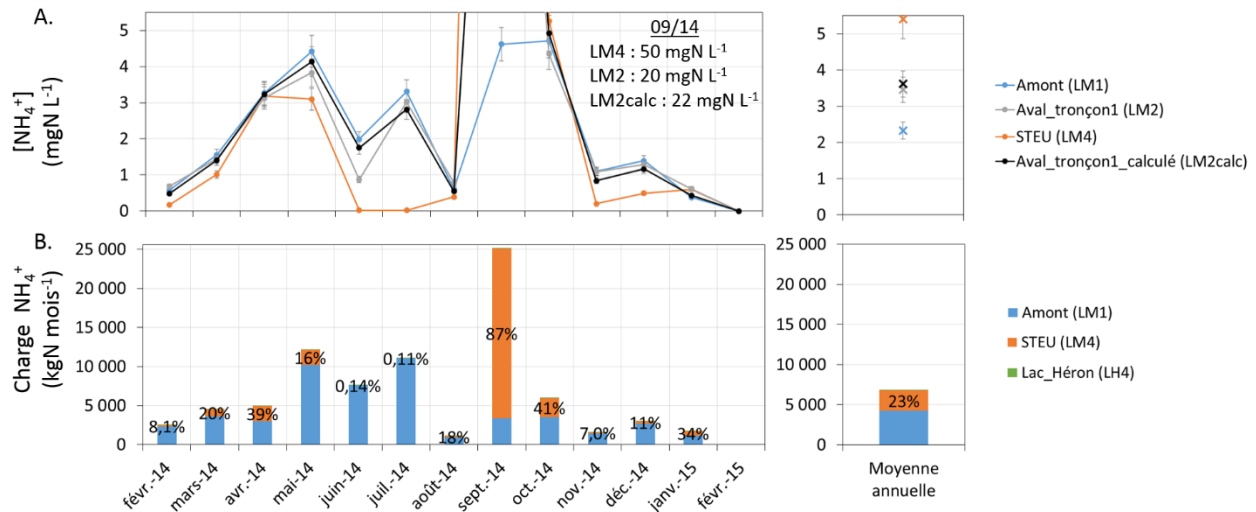 A.
[NH₄⁺]
(mgN L⁻¹)
5
4
3
2
1
0
09/14
LM4 : 50 mgN L⁻¹
LM2 : 20 mgN L⁻¹
LM2calc : 22 mgN L⁻¹
5
4
3
2
1
0
Amont (LM1)
Aval_tronçon1 (LM2)
STEU (LM4)
Aval_tronçon1_calculé (LM2calc)
B.
Charge NH₄⁺
(kgN mois⁻¹)
25 000
20 000
15 000
10 000
5 000
0
8,1%
20%
39%
16%
0,14%
0,11%
18%
87%
41%
7,0%
11%
34%
févr.-14
mars-14
avr.-14
mai-14
juin-14
juil.-14
août-14
sept.-14
oct.-14
nov.-14
déc.-14
janv.-15
févr.-15
25 000
20 000
15 000
10 000
5 000
0
23%
Moyenne
annuelle
Amont (LM1)
STEU (LM4)
Lac_Héron (LH4)